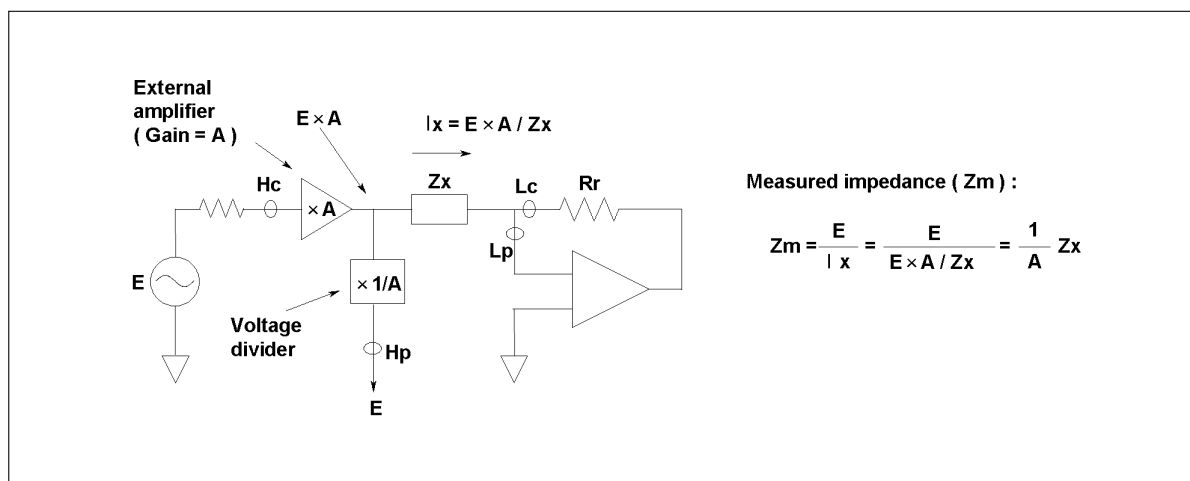 External
amplifier
( Gain = A )
E × A
Ix = E × A / Zx
Hc
× A
Zx
Lc
Rr
Lp
E
× 1/A
Voltage
divider
Hp
E
Measured impedance ( Zm ) :
Zm = E / Ix = E / E × A / Zx = 1 / A Zx